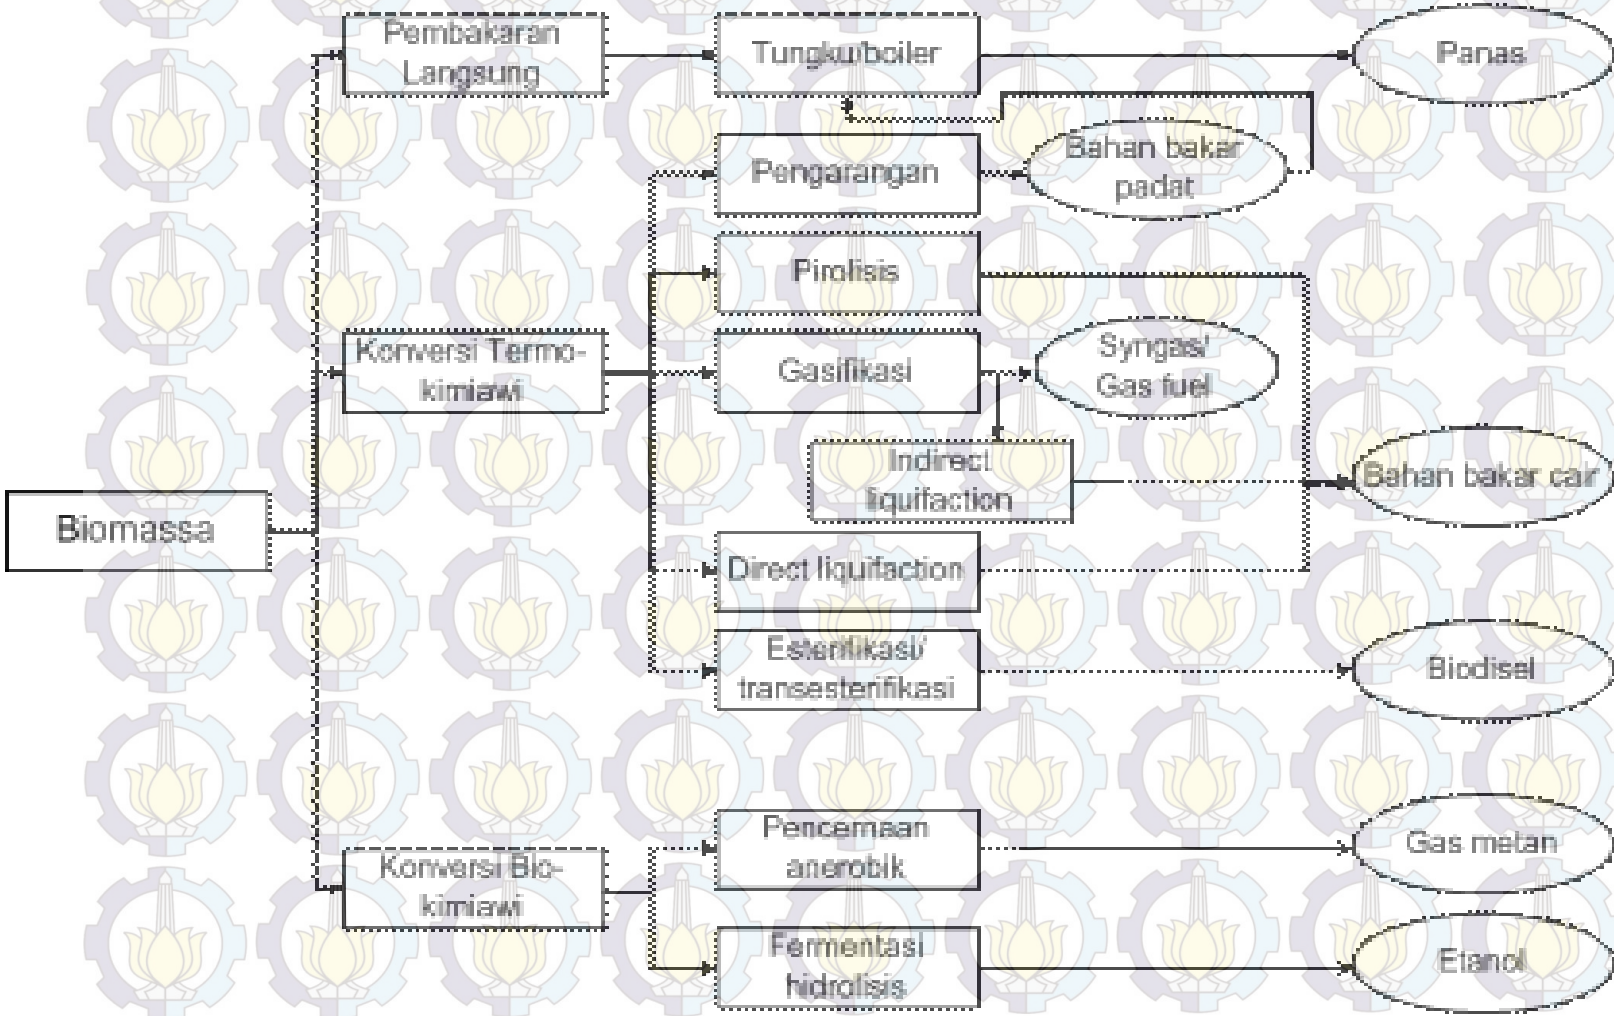 Pembakaran
Langsung
Tungku/boiler
Panas
Pengarangan
Bahan bakar
padat
Pirolisis
Konversi Termo-
kimiawi
Gasifikasi
Syngas/
Gas fuel
Indirect
liquifaction
Bahan bakar cair
Biomassa
Direct liquifaction
Esterifikasi/
transesterifikasi
Biodisel
Konversi Bio-
kimiawi
Pencernaan
anerobik
Gas metan
Fermentasi
hidrolisis
Etanol